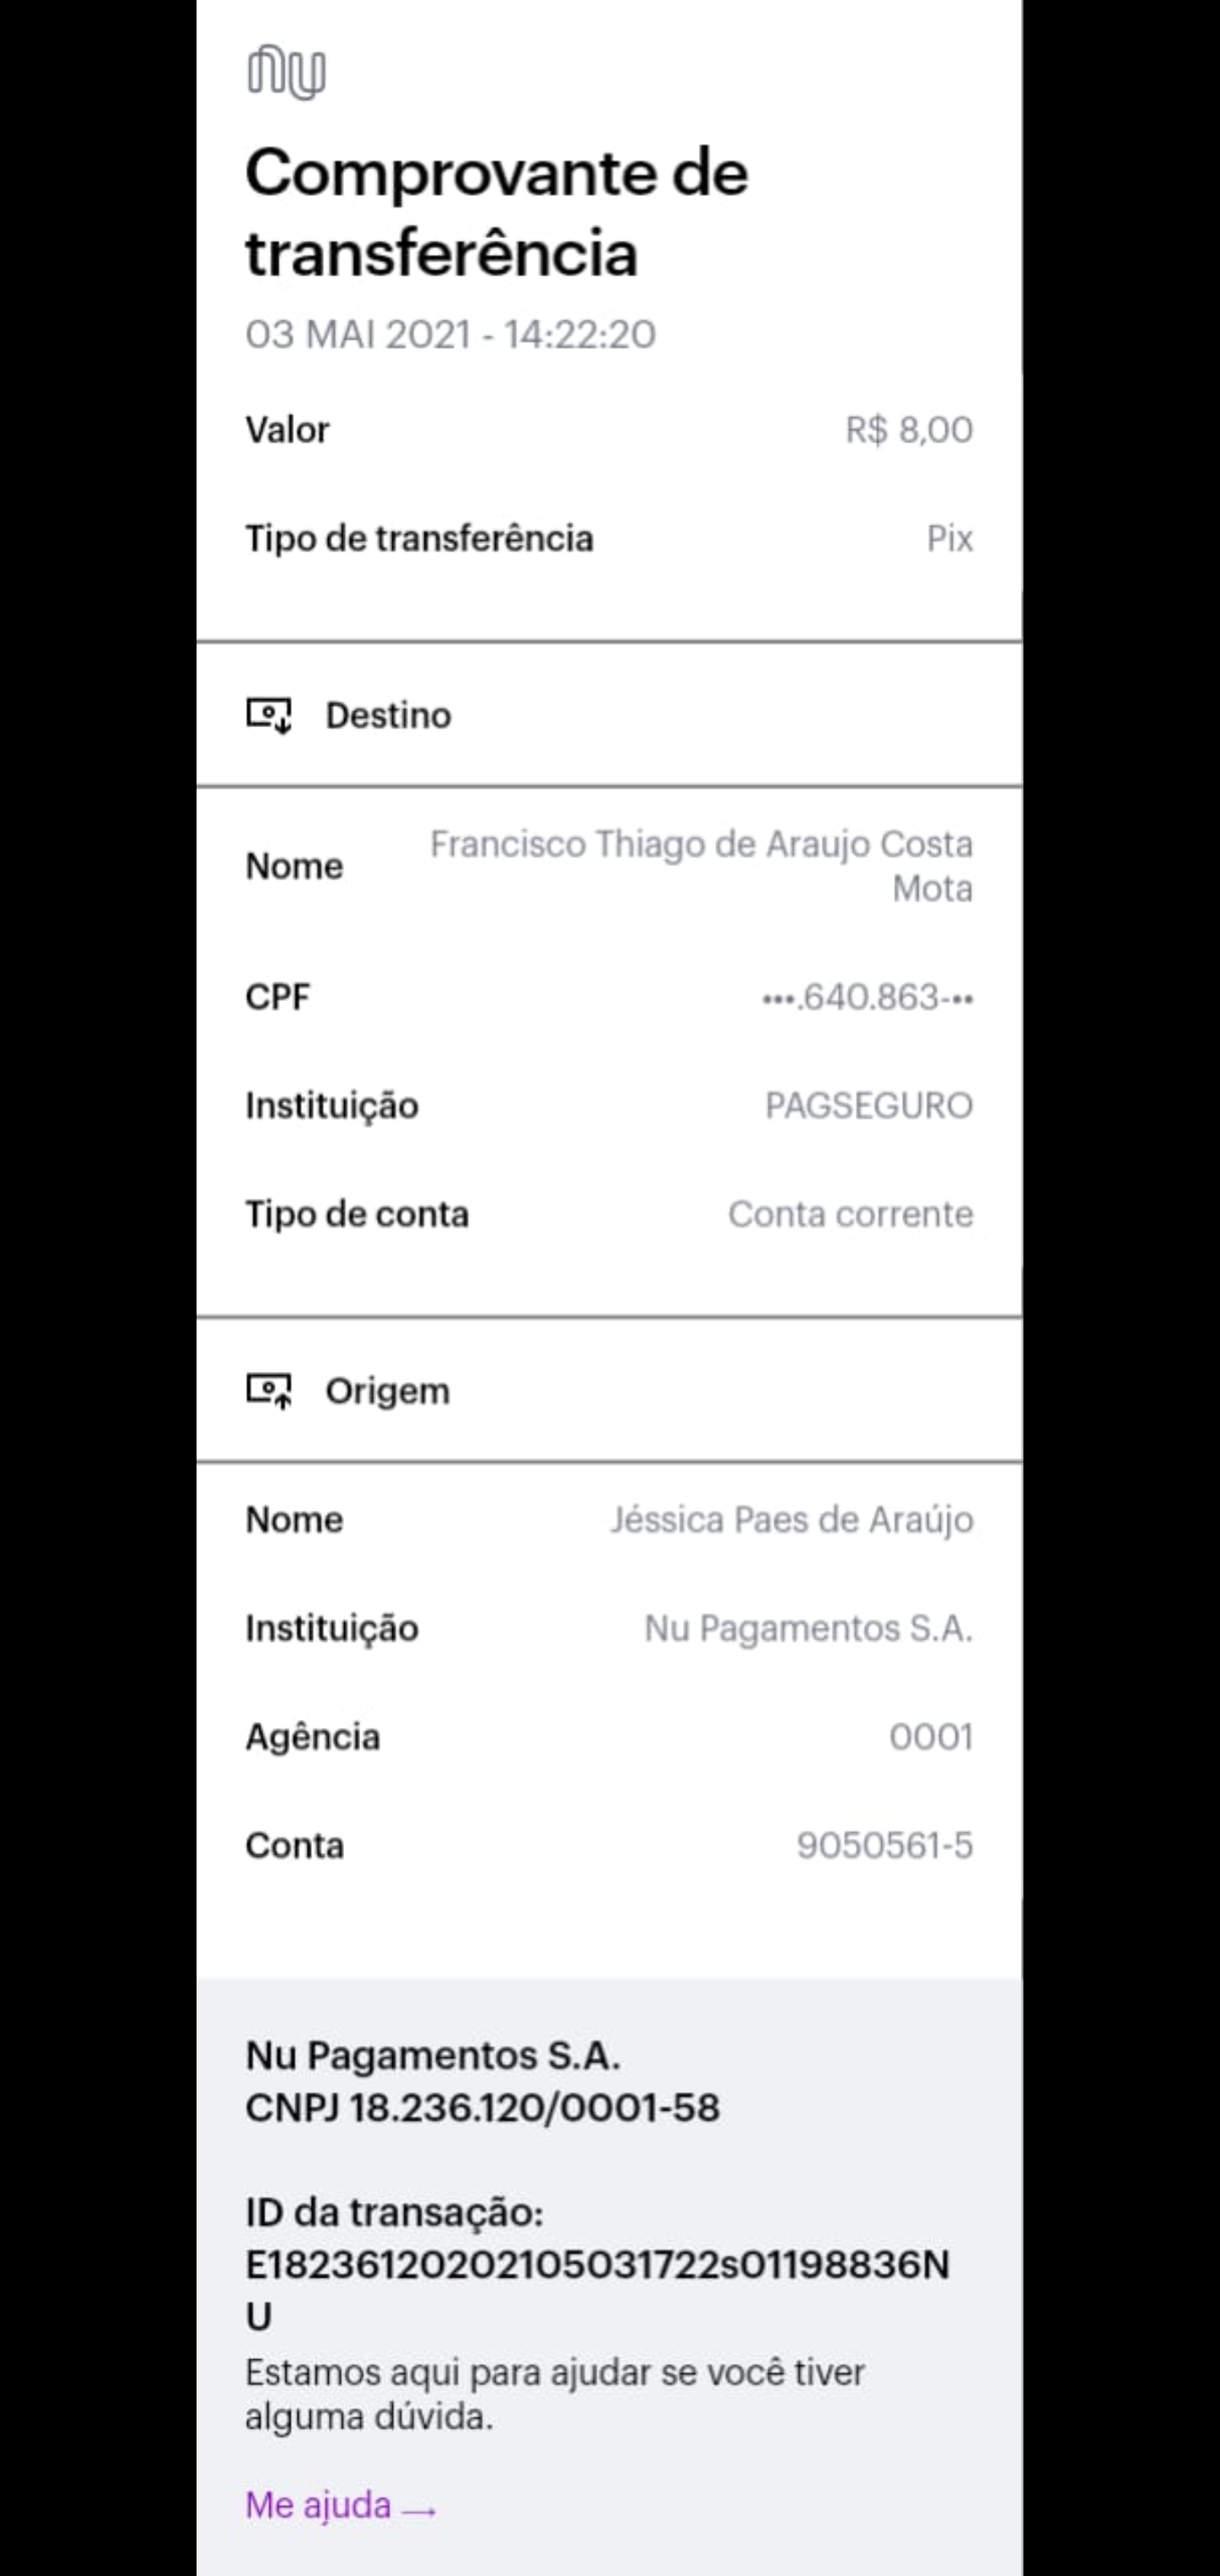 nu
Comprovante de
transferência
03 MAI 2021 - 14:22:20
Valor R$ 8,00
Tipo de transferência Pix
Destino
Nome Francisco Thiago de Araujo Costa
Mota
CPF •••.640.863-••
Instituição PAGSEGURO
Tipo de conta Conta corrente
Origem
Nome Jéssica Paes de Araújo
Instituição Nu Pagamentos S.A.
Agência 0001
Conta 9050561-5
Nu Pagamentos S.A.
CNPJ 18.236.120/0001-58
ID da transação:
E18236120202105031722s01198836N
U
Estamos aqui para ajudar se você tiver
alguma dúvida.
Me ajuda →